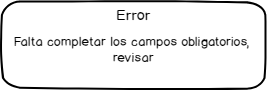 Error
Falta completar los campos obligatorios,
revisar